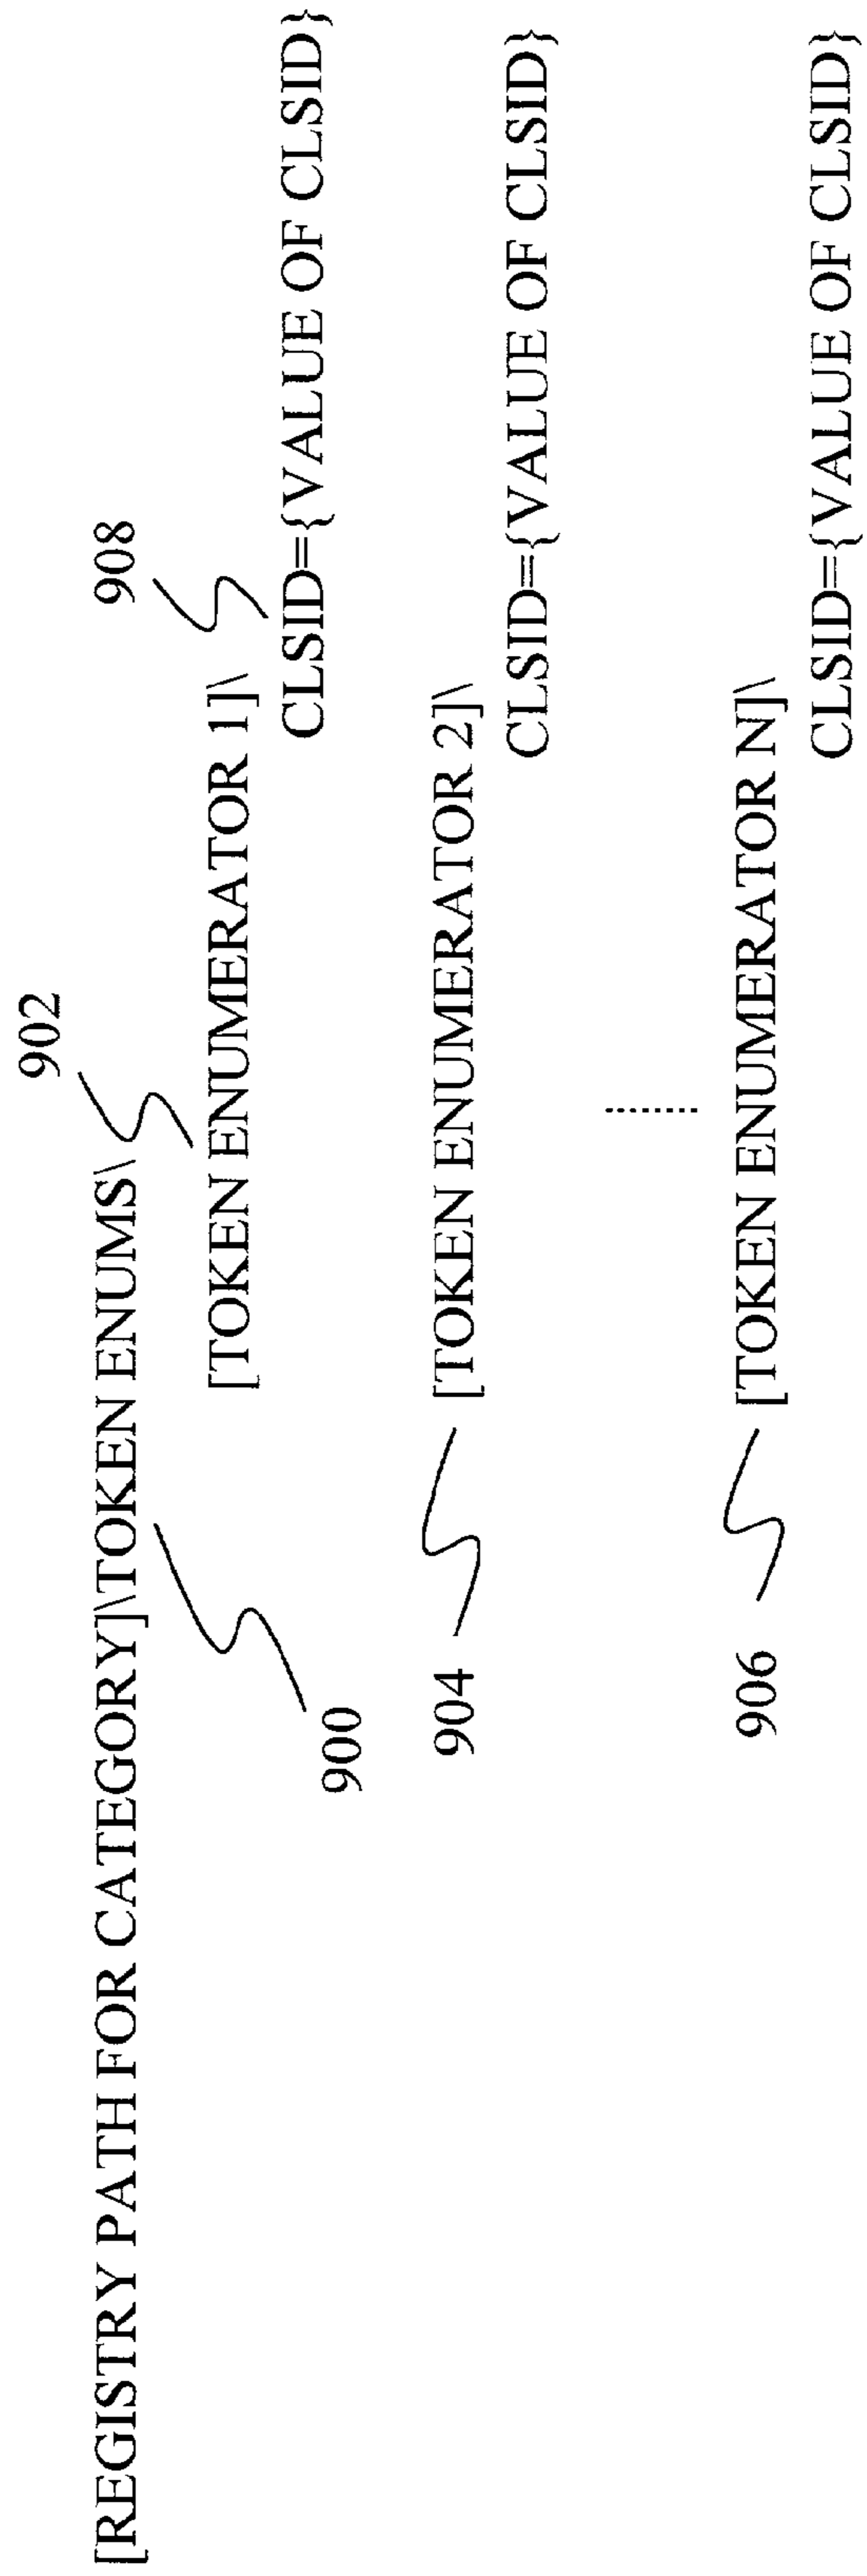 902
908
[REGISTRY PATH FOR CATEGORY]\TOKEN ENUMS\
[TOKEN ENUMERATOR 1]\
CLSID={VALUE OF CLSID}
900
904
[TOKEN ENUMERATOR 2]\
CLSID={VALUE OF CLSID}
906
[TOKEN ENUMERATOR N]\
CLSID={VALUE OF CLSID}